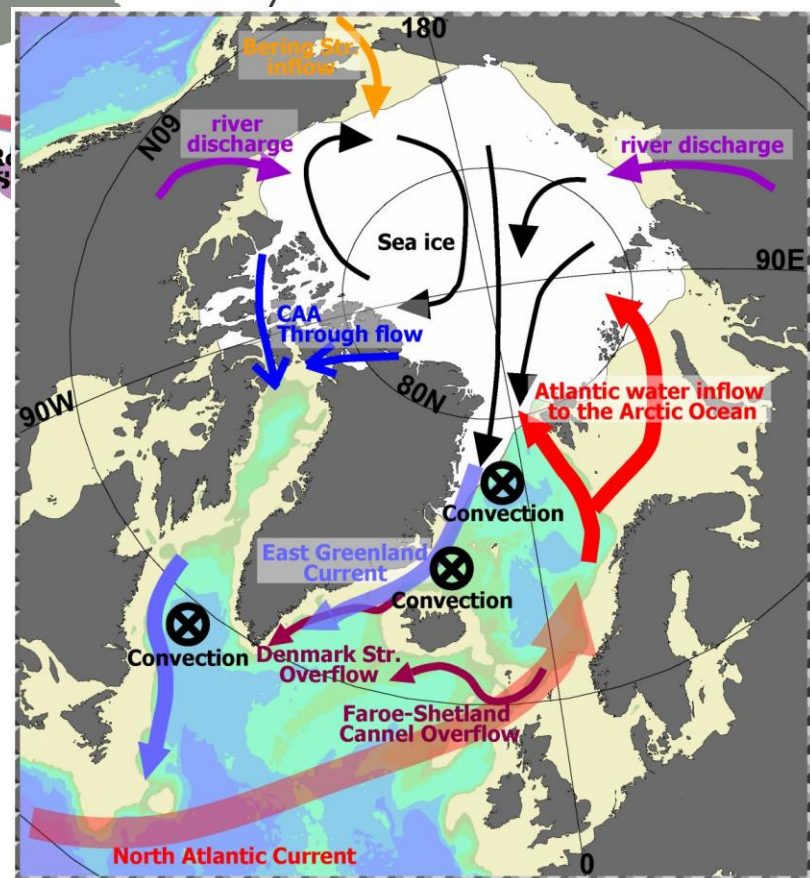 180
Bering Str.
inflow
N09
river
discharge
river discharge
Sea ice
90E
CAA
Through flow
80N
90W
Atlantic water inflow
to the Arctic Ocean
Convection
East Greenland
Current
Convection
Convection
Denmark Str.
Overflow
Faroe-Shetland
Cannel Overflow
North Atlantic Current
0